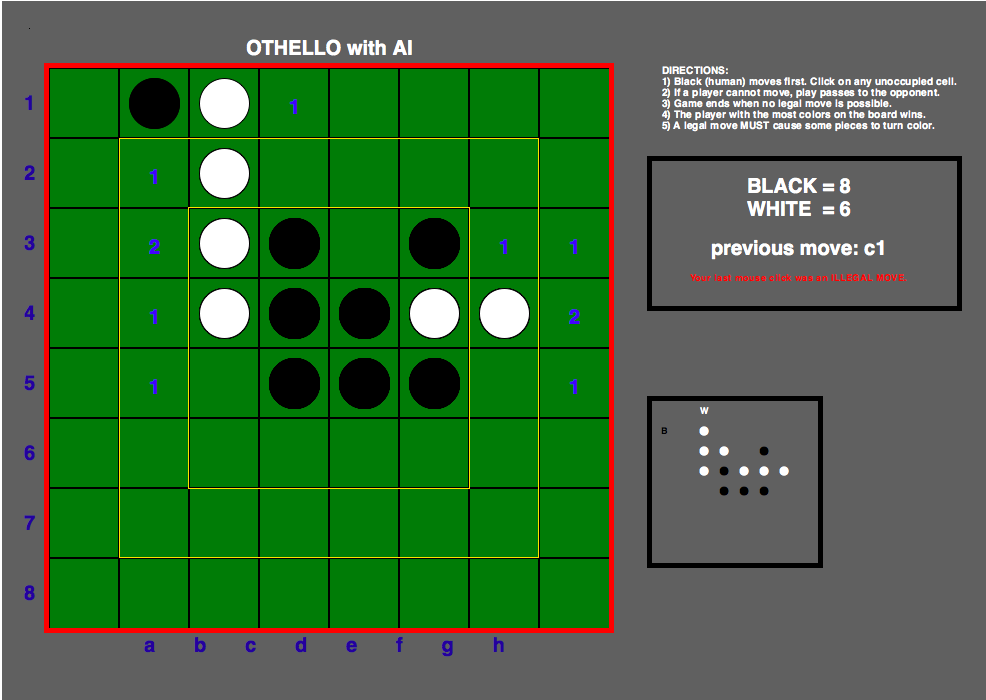 OTHELLO with AI
DIRECTIONS:
1) Black (human) moves first. Click on any unoccupied cell.
2) If a player cannot move, play passes to the opponent.
3) Game ends when no legal move is possible.
4) The player with the most colors on the board wins.
5) A legal move MUST cause some pieces to turn color.
1 1
2 1
3 2 1 1
4 1 2
5 1 1
6
7
8
a b c d e f g h
BLACK = 8
WHITE = 6
previous move: c1
Your last mouse click was an ILLEGAL MOVE.
W
B